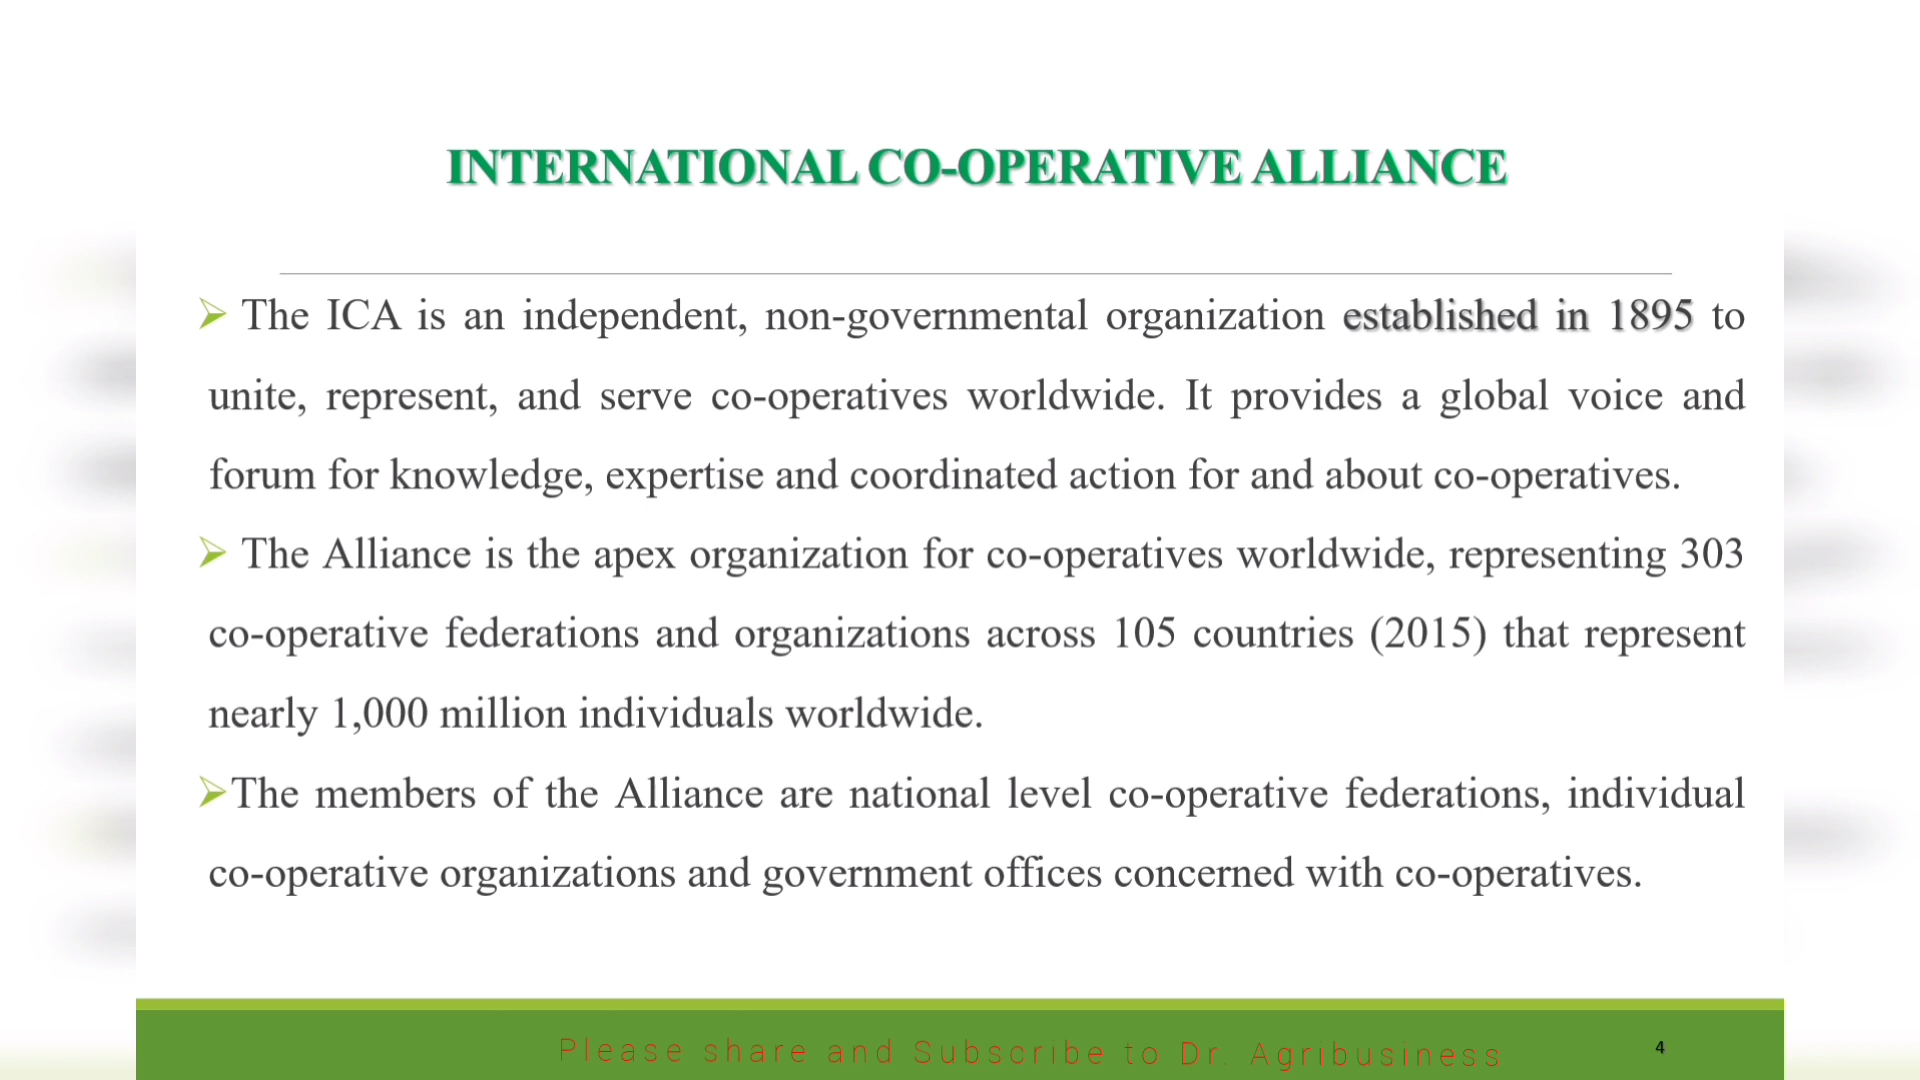 INTERNATIONAL CO-OPERATIVE ALLIANCE
➢ The ICA is an independent, non-governmental organization established in 1895 to
unite, represent, and serve co-operatives worldwide. It provides a global voice and
forum for knowledge, expertise and coordinated action for and about co-operatives.
➢ The Alliance is the apex organization for co-operatives worldwide, representing 303
co-operative federations and organizations across 105 countries (2015) that represent
nearly 1,000 million individuals worldwide.
➢The members of the Alliance are national level co-operative federations, individual
co-operative organizations and government offices concerned with co-operatives.
Please share and Subscribe to Dr. Agribusiness
4